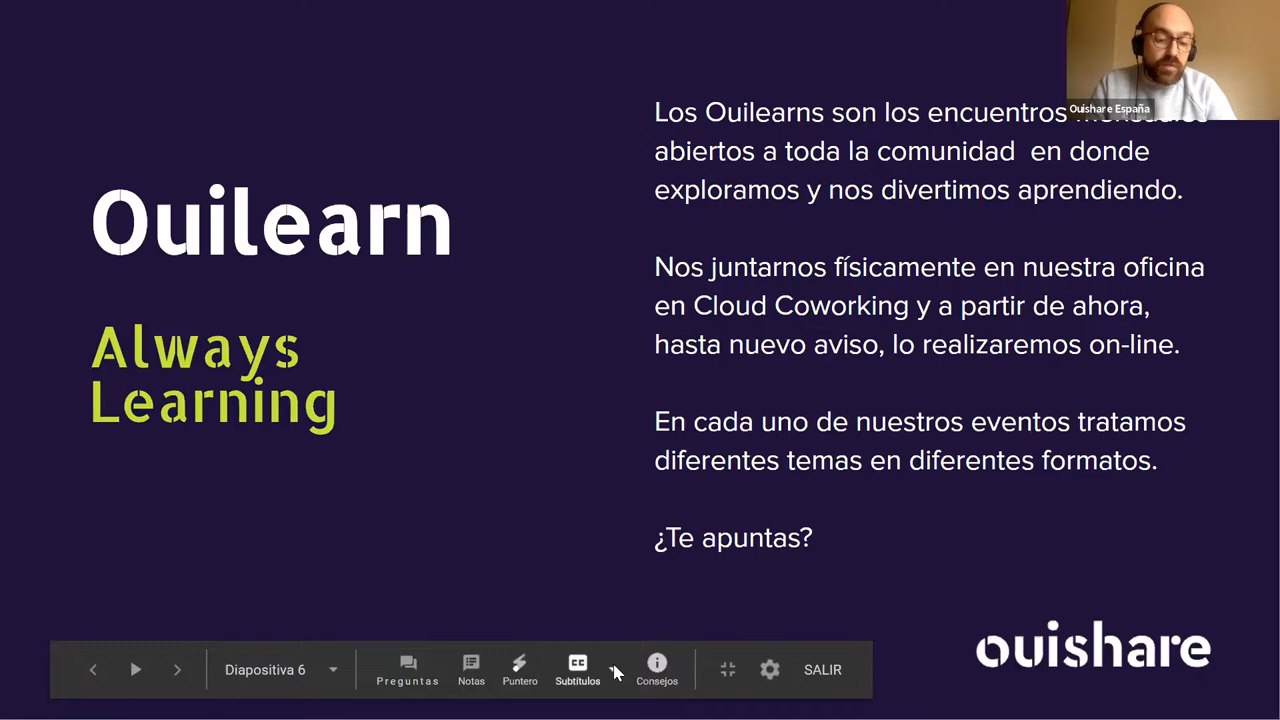 Ouishare España
Los Ouilearns son los encuentros
abiertos a toda la comunidad en donde
exploramos y nos divertimos aprendiendo.
Ouilearn
Always
Learning
Nos juntarnos físicamente en nuestra oficina
en Cloud Coworking y a partir de ahora,
hasta nuevo aviso, lo realizaremos on-line.
En cada uno de nuestros eventos tratamos
diferentes temas en diferentes formatos.
¿Te apuntas?
ouishare
Diapositiva 6
Preguntas
Notas
Puntero
CC
Subtítulos
Consejos
SALIR